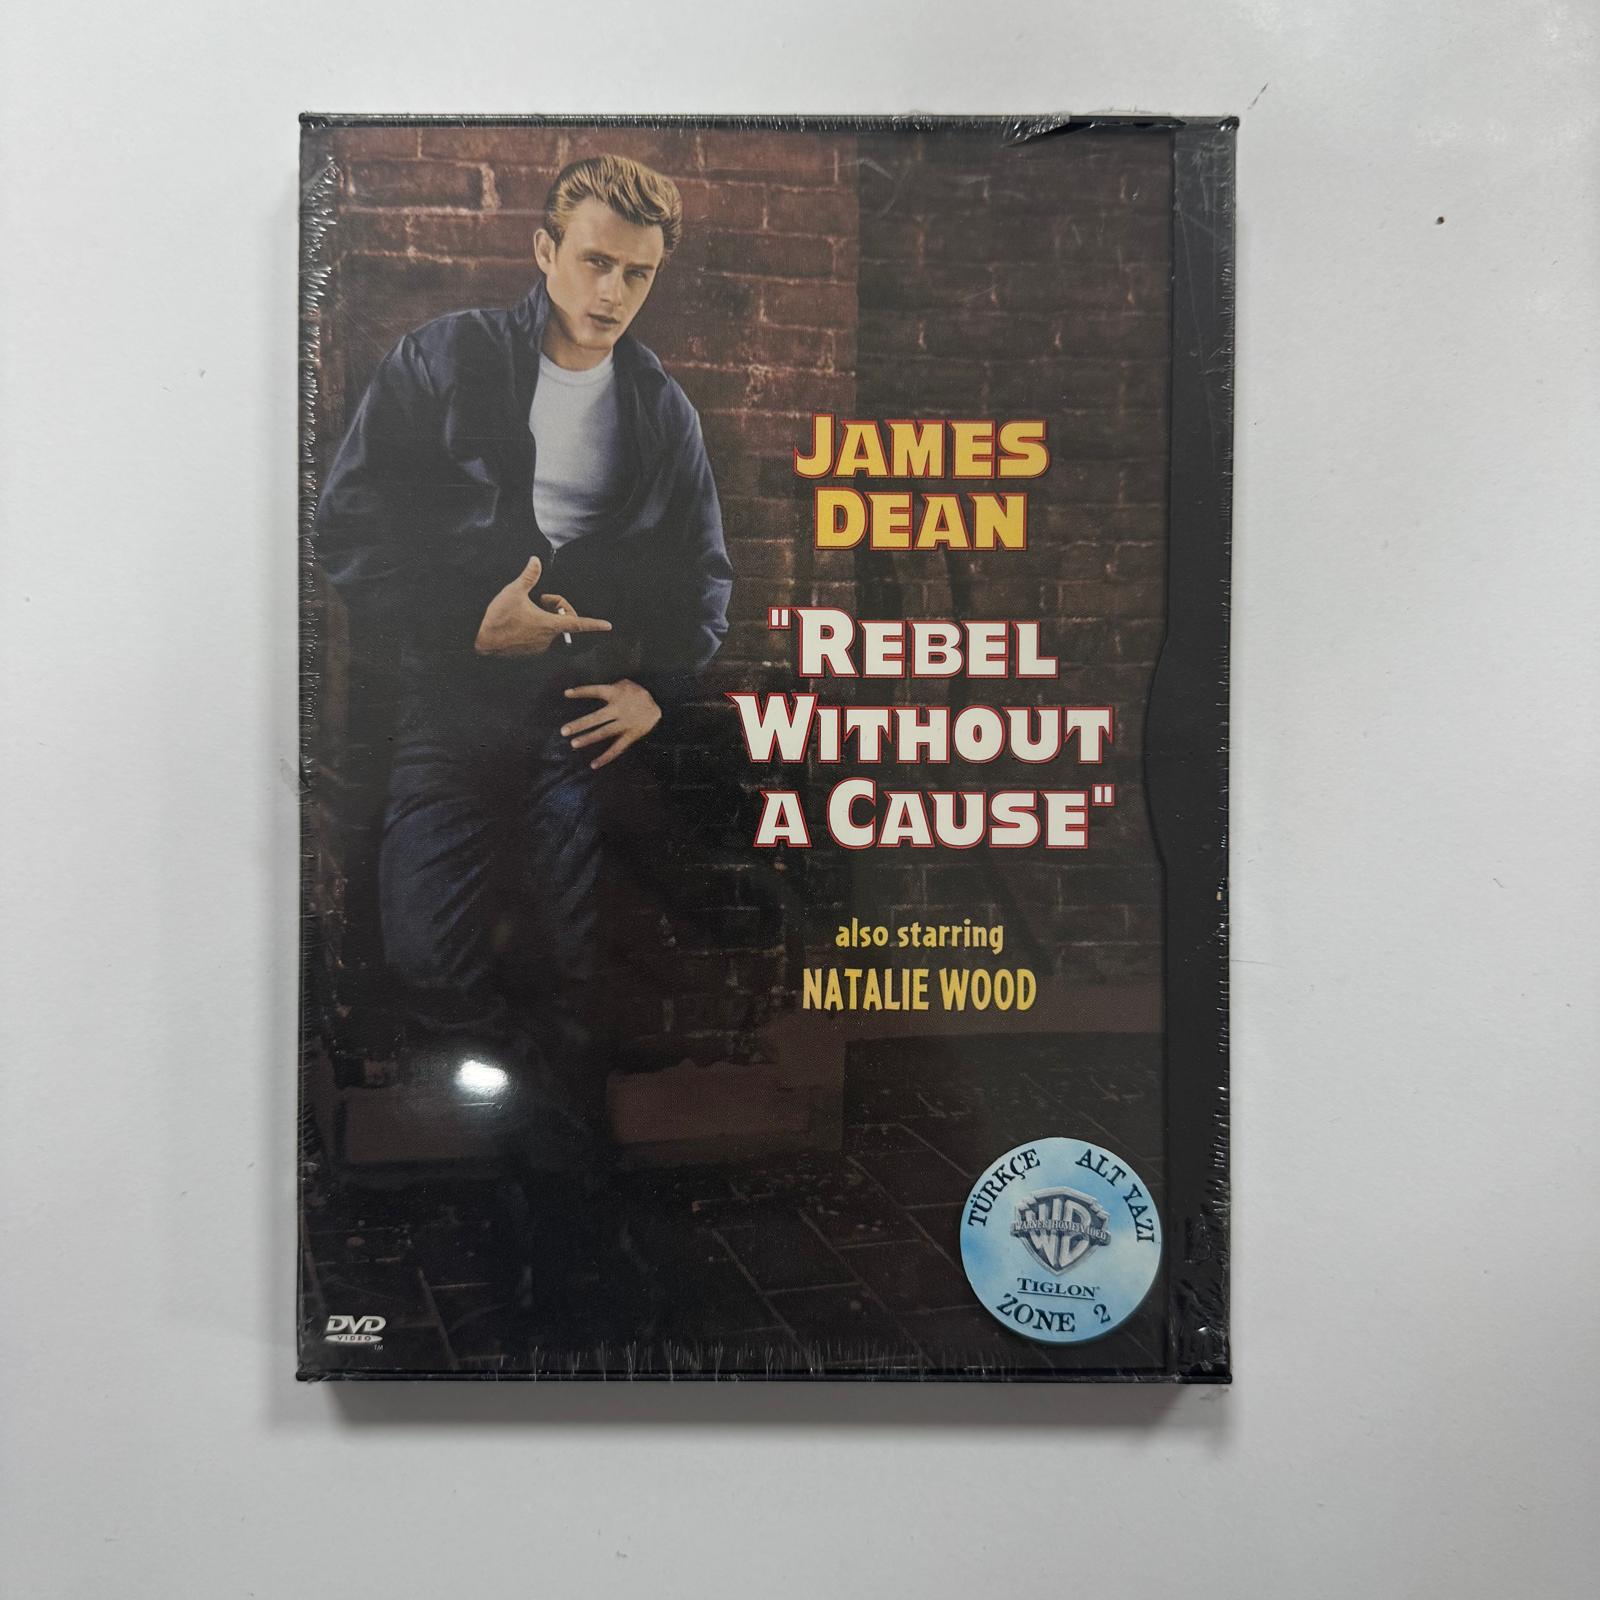 JAMES
DEAN
"REBEL
WITHOUT
A CAUSE"
also starring
NATALIE WOOD
TÜRKÇE ALT YAZI
WARNER HOME VIDEO
TIGLON
ZONE 2
DVD
VIDEO
TM